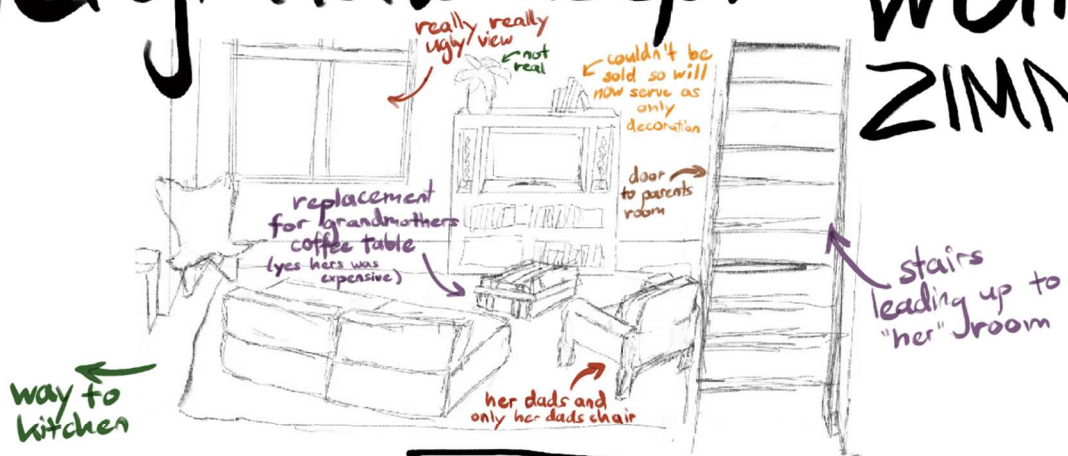 ZIMM
really really
ugly view
not
real
couldn't be
sold so will
now serve as
only
decoration
door
to parents
room
replacement
for grandmothers
coffee table
(yes hers was
expensive)
stairs
leading up to
"her" room
way to
kitchen
her dads and
only her dads chair